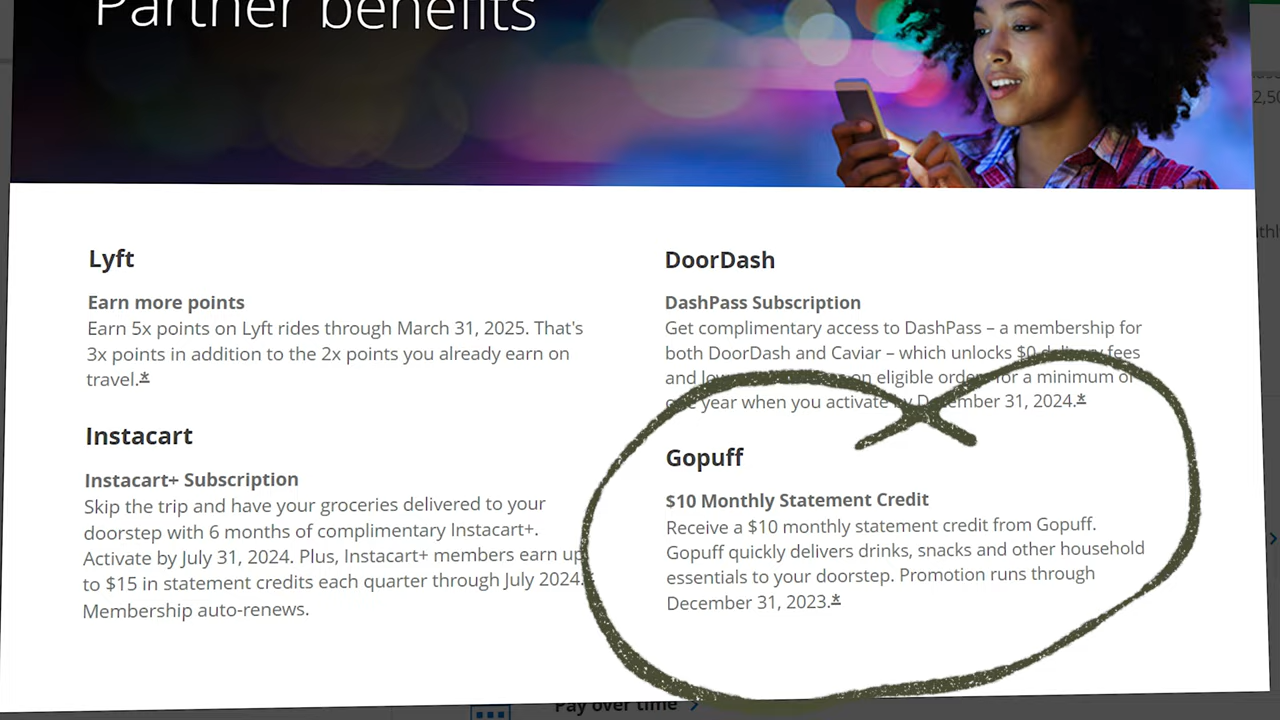 Partner benefits
Lyft
Earn more points
Earn 5x points on Lyft rides through March 31, 2025. That's
3x points in addition to the 2x points you already earn on
travel.*
Instacart
Instacart+ Subscription
Skip the trip and have your groceries delivered to your
doorstep with 6 months of complimentary Instacart+.
Activate by July 31, 2024. Plus, Instacart+ members earn up
to $15 in statement credits each quarter through July 2024.
Membership auto-renews.
DoorDash
DashPass Subscription
Get complimentary access to DashPass – a membership for
both DoorDash and Caviar – which unlocks $0 delivery fees
and on eligible orders for a minimum of
one year when you activate by December 31, 2024.*
Gopuff
$10 Monthly Statement Credit
Receive a $10 monthly statement credit from Gopuff.
Gopuff quickly delivers drinks, snacks and other household
essentials to your doorstep. Promotion runs through
December 31, 2023.*
Pay over time